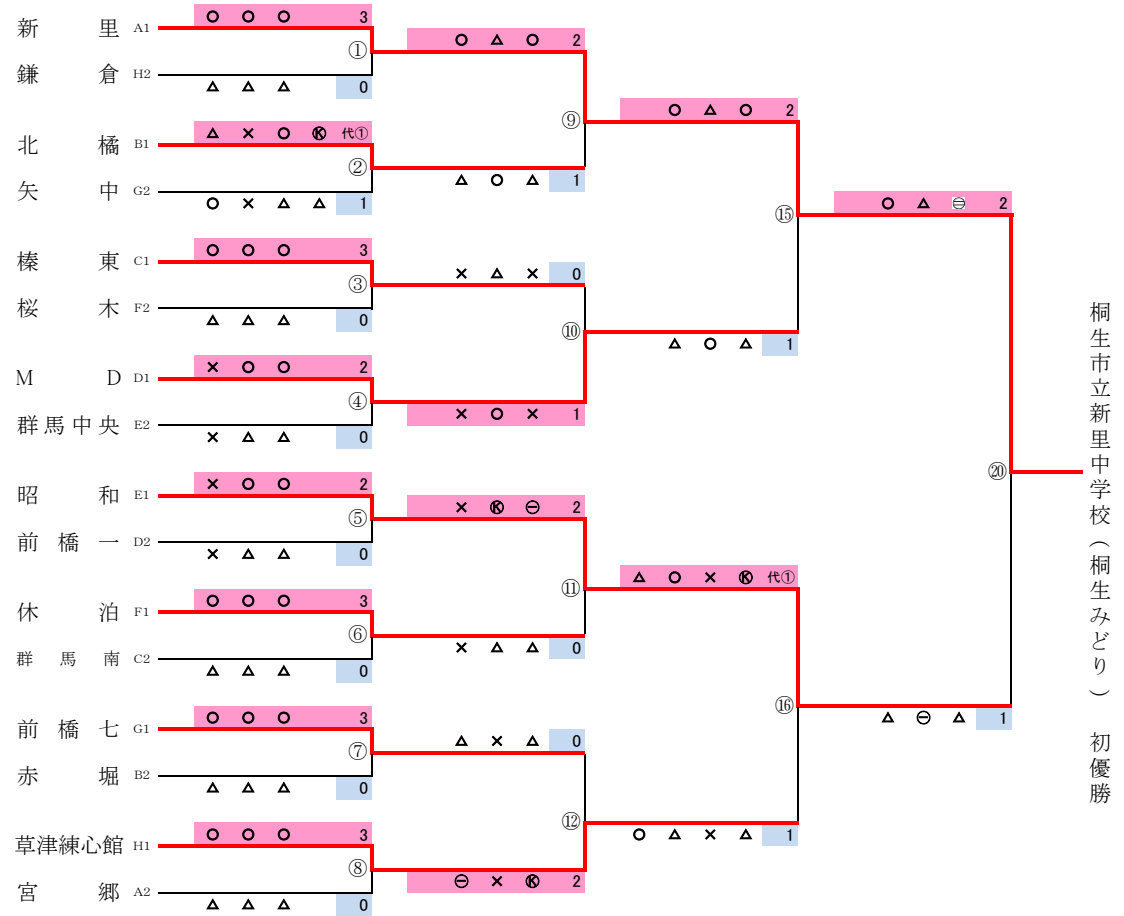 新里 A1 ○ ○ ○ 3
①
鎌倉 H2 △ △ △ 0
北橘 B1 △ × ○ Ⓚ 代①
②
矢中 G2 ○ × △ △ 1
榛東 C1 ○ ○ ○ 3
③
桜木 F2 △ △ △ 0
MD D1 × ○ ○ 2
④
群馬中央 E2 × △ △ 0
昭和 E1 × ○ ○ 2
⑤
前橋一 D2 × △ △ 0
休泊 F1 ○ ○ ○ 3
⑥
群馬南 C2 △ △ △ 0
前橋七 G1 ○ ○ ○ 3
⑦
赤堀 B2 △ △ △ 0
草津練心館 H1 ○ ○ ○ 3
⑧
宮郷 A2 △ △ △ 0
○ △ ○ 2
⑨
△ ○ △ 1
× △ × 0
⑩
× ○ × 1
× Ⓚ ⊖ 2
⑪
× △ △ 0
△ × △ 0
⑫
⊖ × Ⓚ 2
○ △ ○ 2
⑮
△ ○ △ 1
△ ○ × Ⓚ 代①
⑯
○ △ × △ 1
○ △ ⊖ 2
⑳
△ ⊖ △ 1
桐生市立新里中学校(桐生みどり) 初優勝